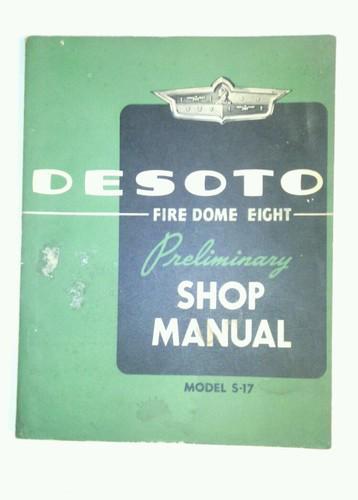 DESOTO
FIRE DOME EIGHT
Preliminary
SHOP
MANUAL
MODEL S-17